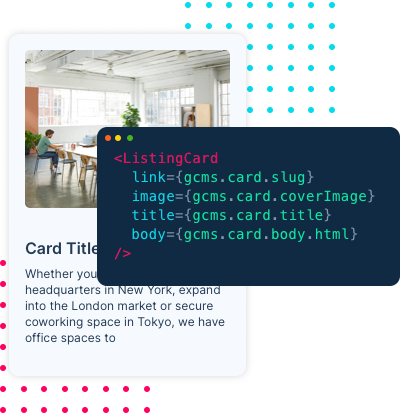 <ListingCard
link={gcms.card.slug}
image={gcms.card.coverImage}
title={gcms.card.title}
body={gcms.card.body.html}
/>
Card Title
Whether you
headquarters in New York, expand
into the London market or secure
coworking space in Tokyo, we have
office spaces to